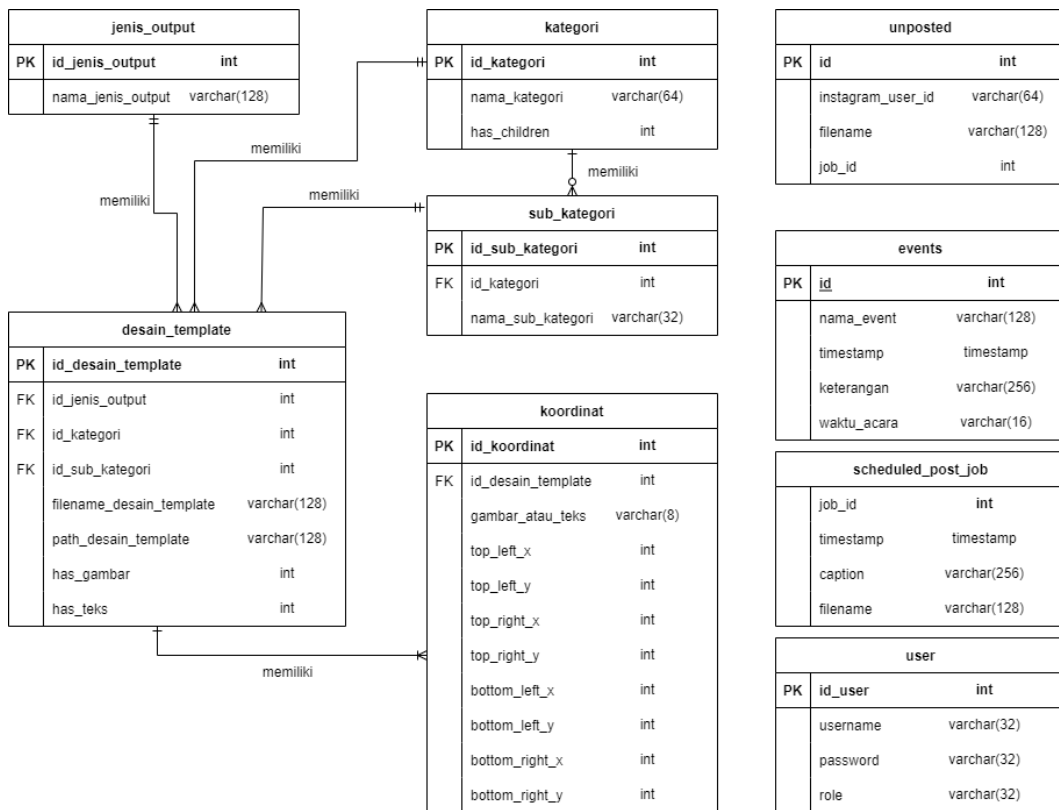 jenis_output
PK id_jenis_output int
nama_jenis_output varchar(128)
memiliki
kategori
PK id_kategori int
nama_kategori varchar(64)
has_children int
memiliki
memiliki
memiliki
sub_kategori
PK id_sub_kategori int
FK id_kategori int
nama_sub_kategori varchar(32)
desain_template
PK id_desain_template int
FK id_jenis_output int
FK id_kategori int
FK id_sub_kategori int
filename_desain_template varchar(128)
path_desain_template varchar(128)
has_gambar int
has_teks int
memiliki
koordinat
PK id_koordinat int
FK id_desain_template int
gambar_atau_teks varchar(8)
top_left_x int
top_left_y int
top_right_x int
top_right_y int
bottom_left_x int
bottom_left_y int
bottom_right_x int
bottom_right_y int
unposted
PK id int
instagram_user_id varchar(64)
filename varchar(128)
job_id int
events
PK id int
nama_event varchar(128)
timestamp timestamp
keterangan varchar(256)
waktu_acara varchar(16)
scheduled_post_job
job_id int
timestamp timestamp
caption varchar(256)
filename varchar(128)
user
PK id_user int
username varchar(32)
password varchar(32)
role varchar(32)